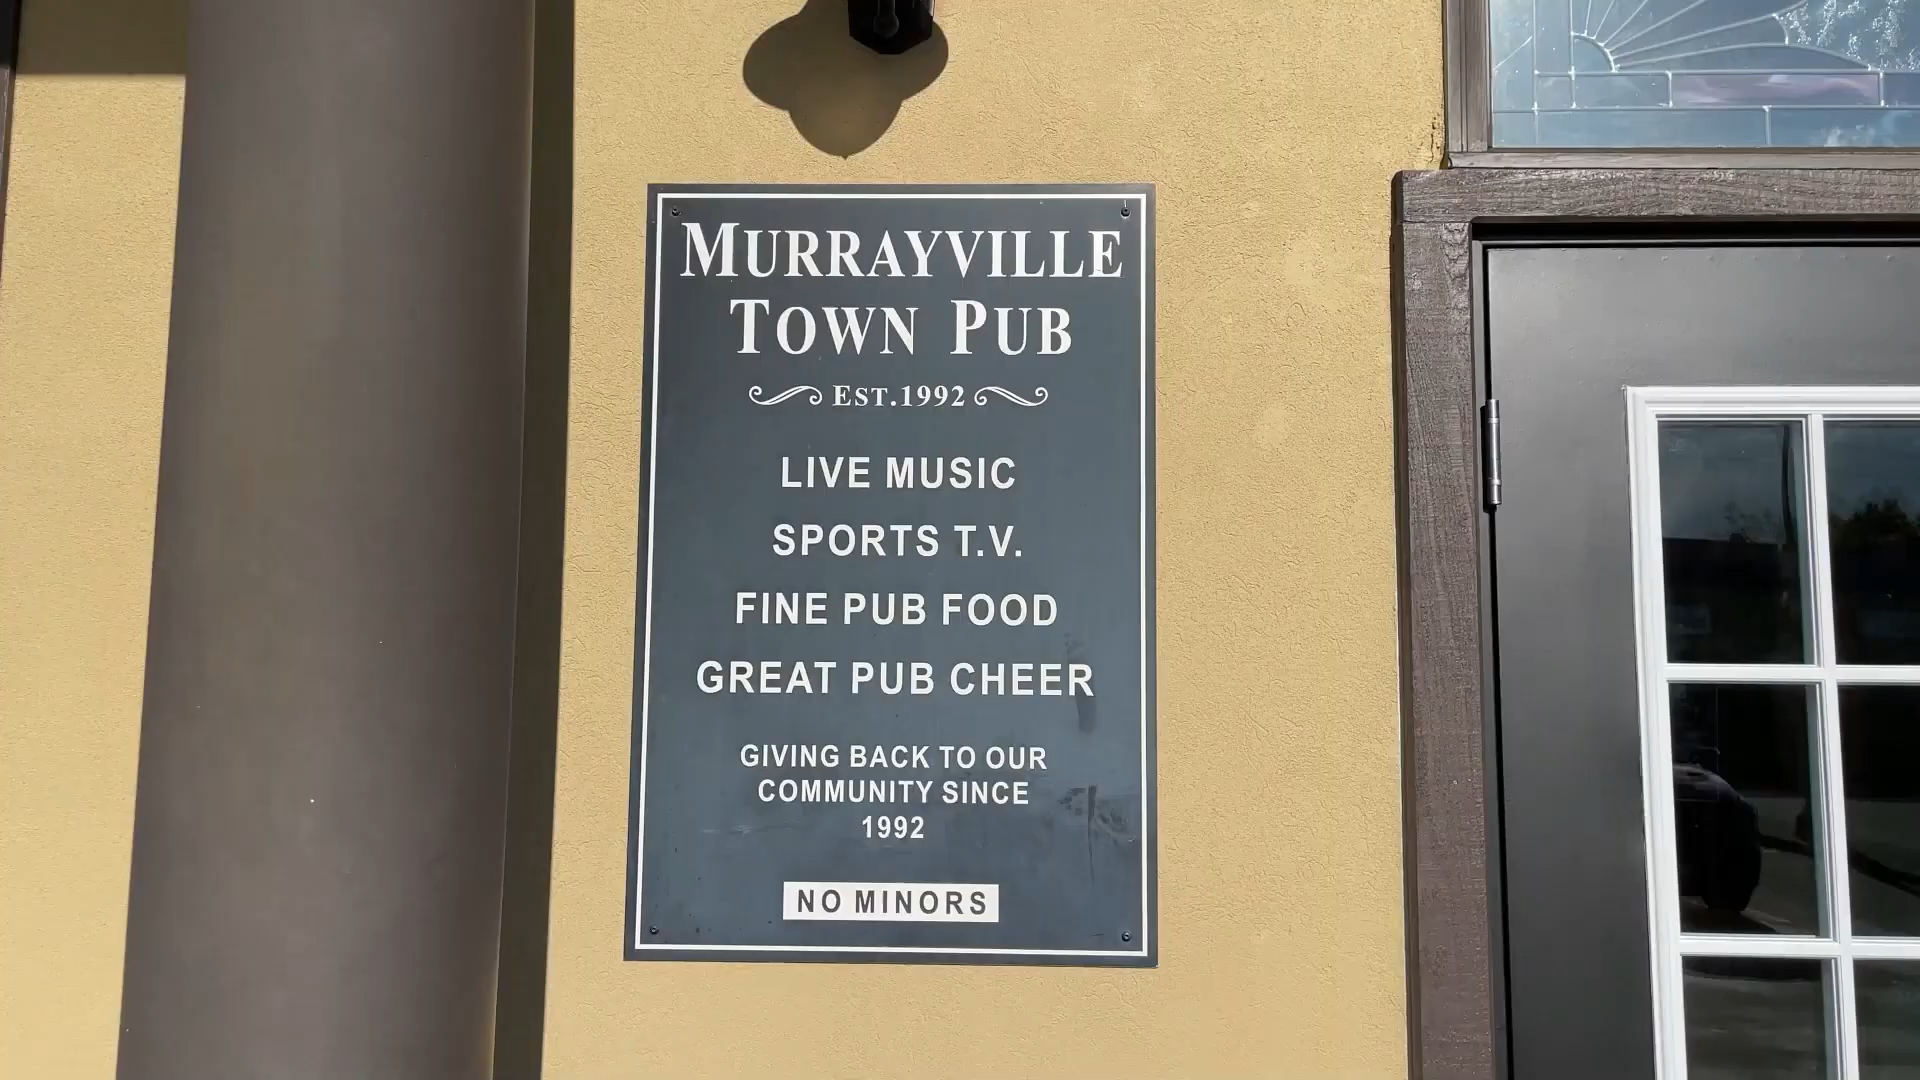 MURRAYVILLE
TOWN PUB
EST.1992
LIVE MUSIC
SPORTS T.V.
FINE PUB FOOD
GREAT PUB CHEER
GIVING BACK TO OUR
COMMUNITY SINCE
1992
NO MINORS